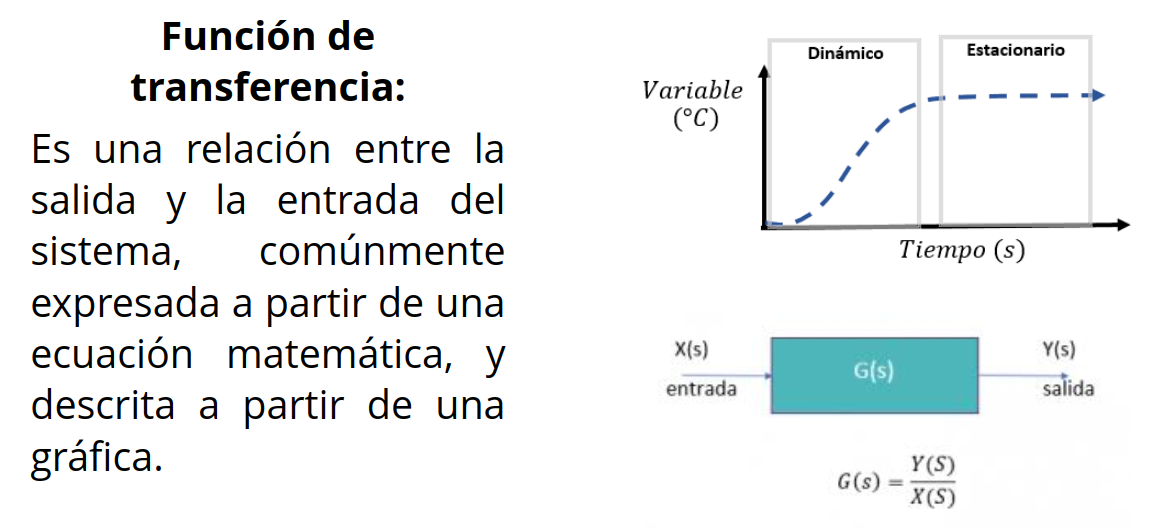 Función de
transferencia:
Es una relación entre la
salida y la entrada del
sistema, comúnmente
expresada a partir de una
ecuación matemática, y
descrita a partir de una
gráfica.
Dinámico
Estacionario
Variable
(°C)
Tiempo (s)
X(s)
entrada
G(s)
Y(s)
salida
G(s) = Y(S)/X(S)